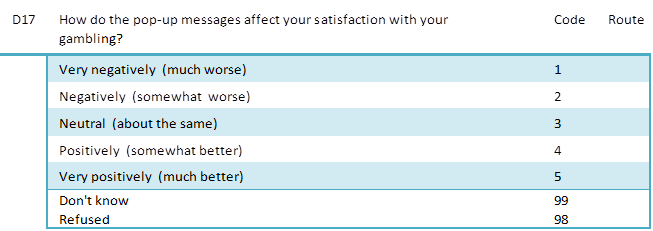 D17 How do the pop-up messages affect your satisfaction with your Code Route
gambling?
Very negatively (much worse) 1
Negatively (somewhat worse) 2
Neutral (about the same) 3
Positively (somewhat better) 4
Very positively (much better) 5
Don't know 99
Refused 98